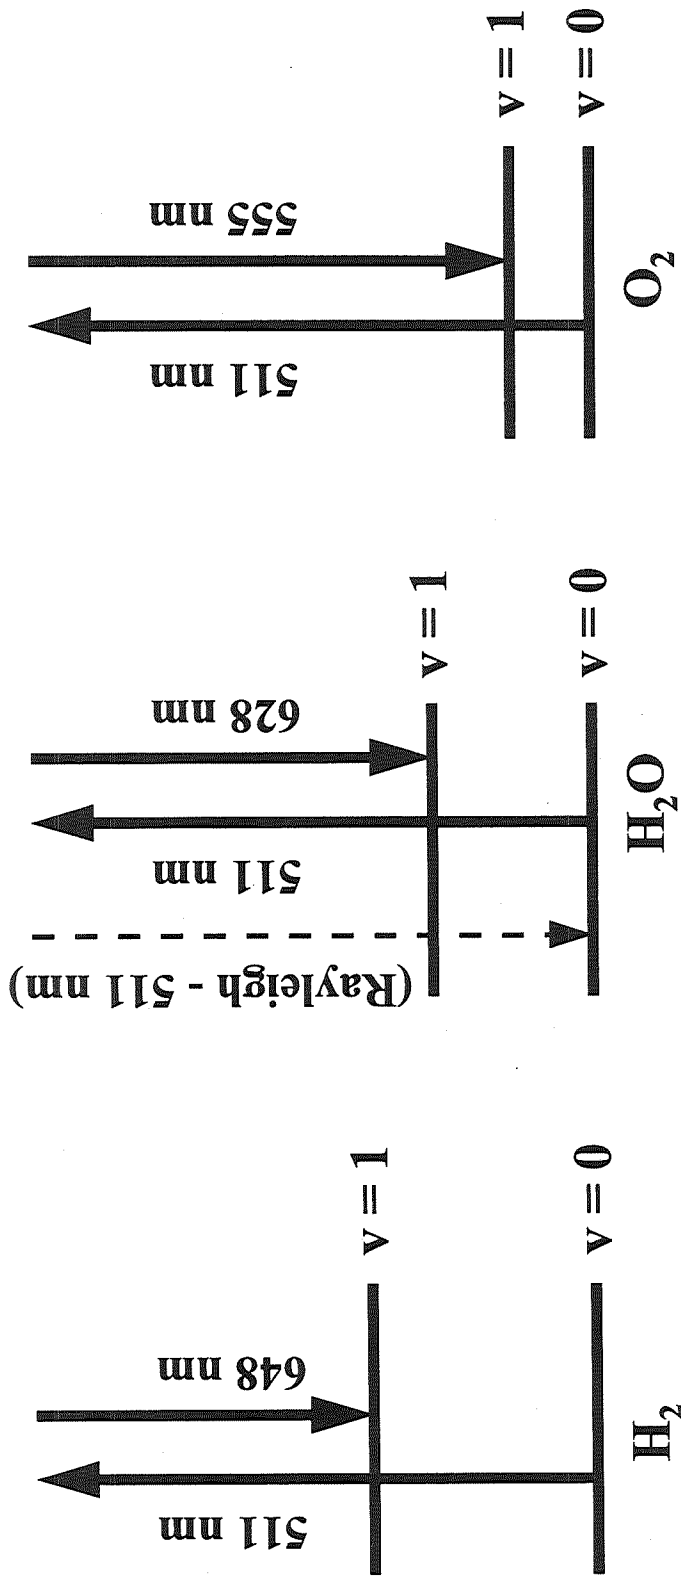 511 nm
648 nm
v = 1
v = 0
H₂
(Rayleigh - 511 nm)
511 nm
628 nm
v = 1
v = 0
H₂O
511 nm
555 nm
v = 1
v = 0
O₂